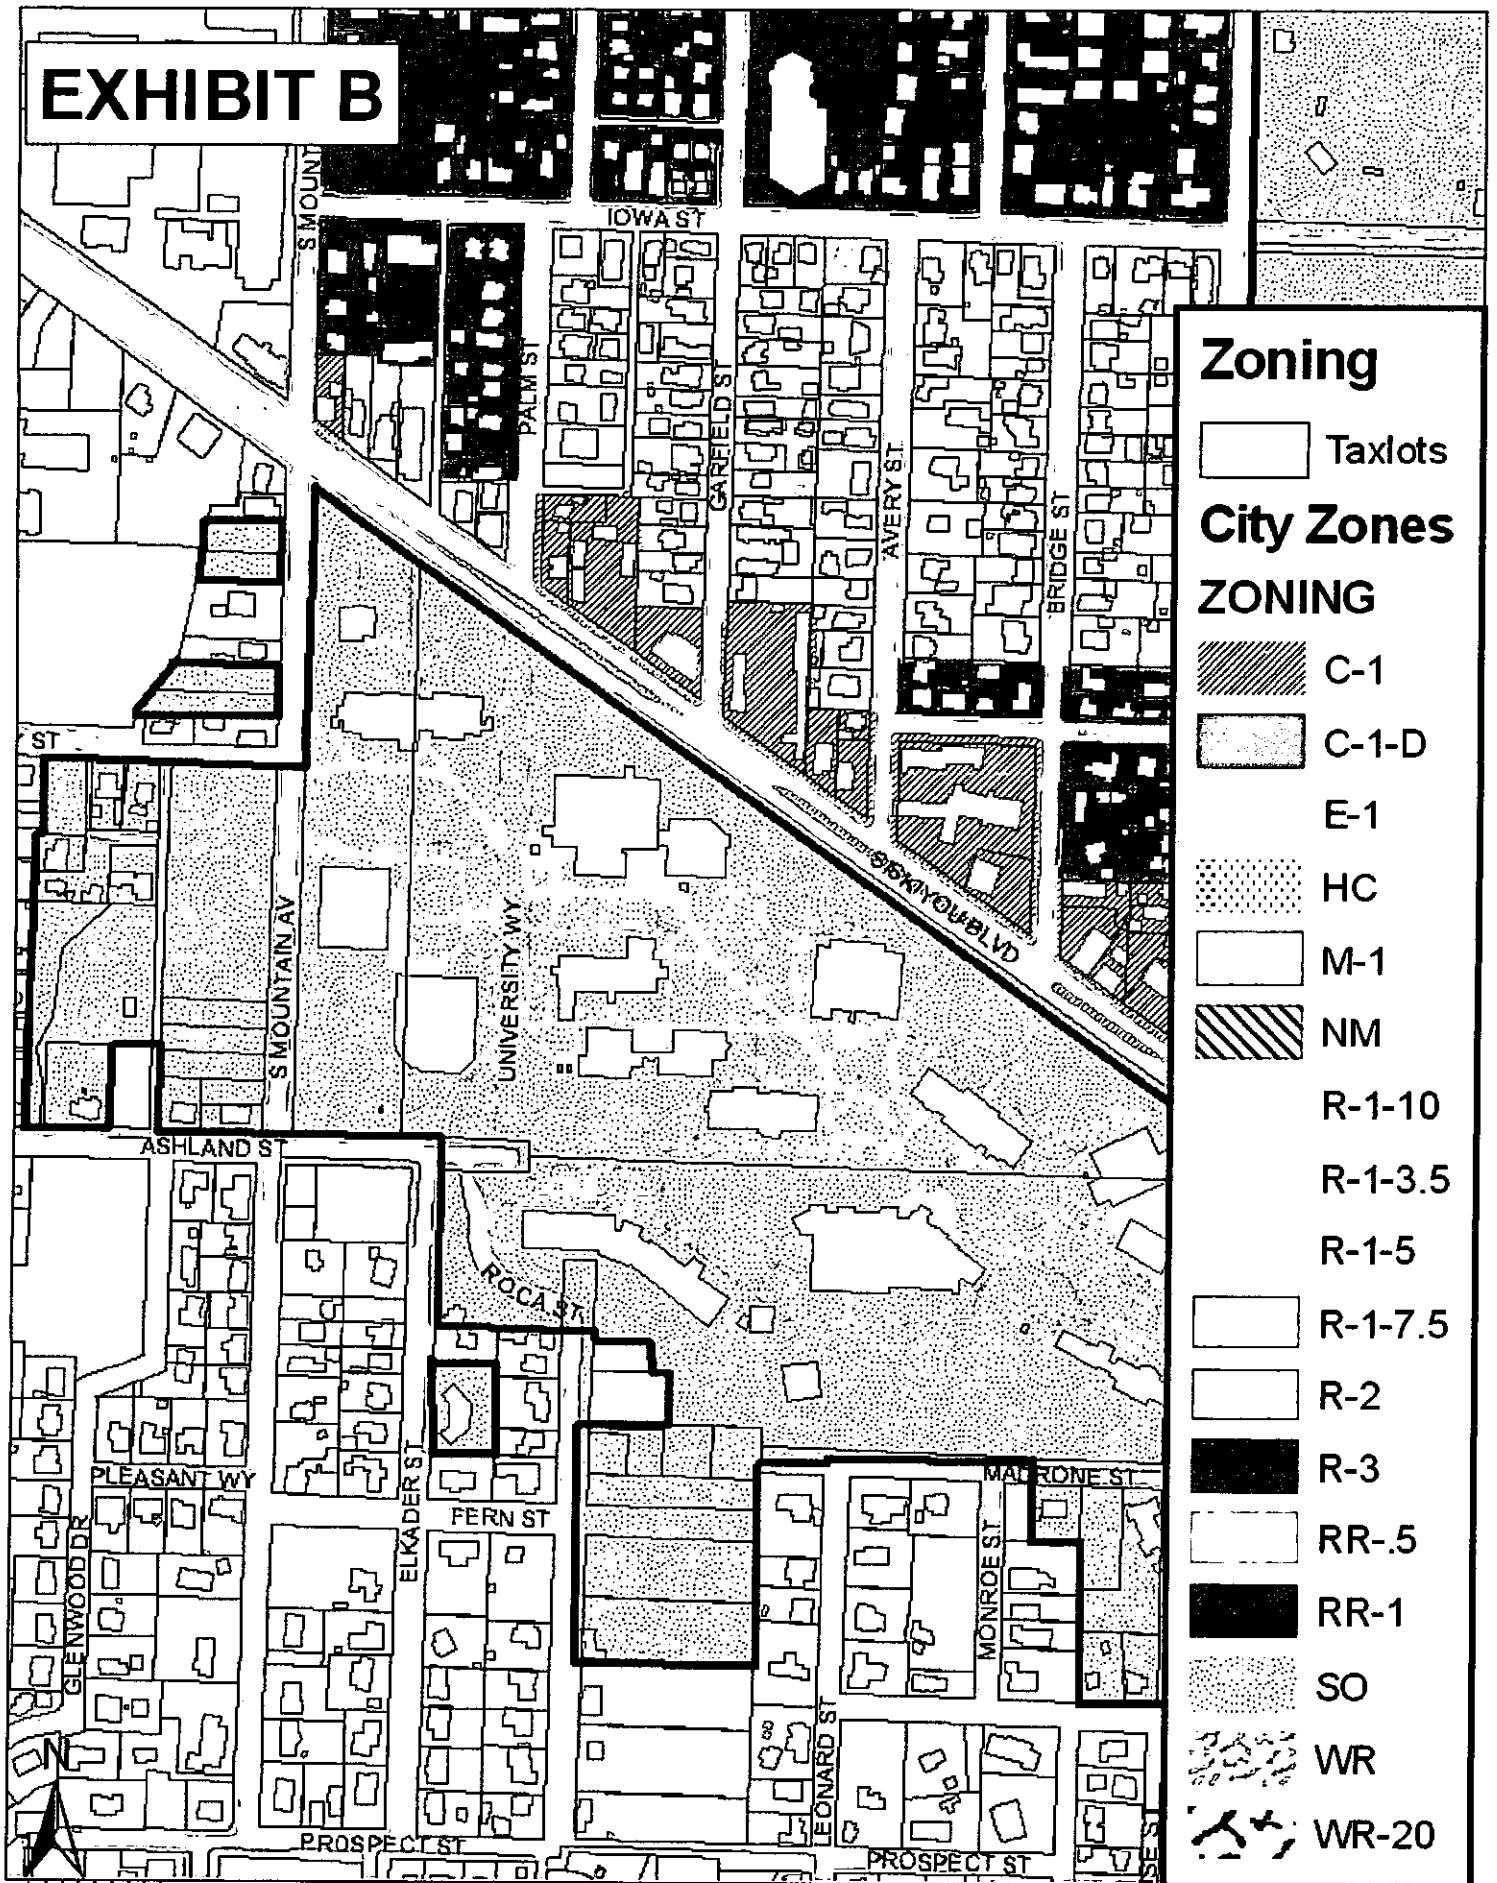 EXHIBIT B
S MOUNT
IOWA ST
PALM ST
GARFIELD ST
AVERY ST
BRIDGE ST
SISKIYOU BLVD
ST
S MOUNTAIN AV
UNIVERSITY WY
ASHLAND ST
ROCA ST
PLEASANT WY
GLENWOOD DR
ELKADER ST
FERN ST
MADRONE ST
MONROE ST
LEONARD ST
PROSPECT ST
PROSPECT ST
N
Zoning
Taxlots
City Zones
ZONING
C-1
C-1-D
E-1
HC
M-1
NM
R-1-10
R-1-3.5
R-1-5
R-1-7.5
R-2
R-3
RR-.5
RR-1
SO
WR
WR-20